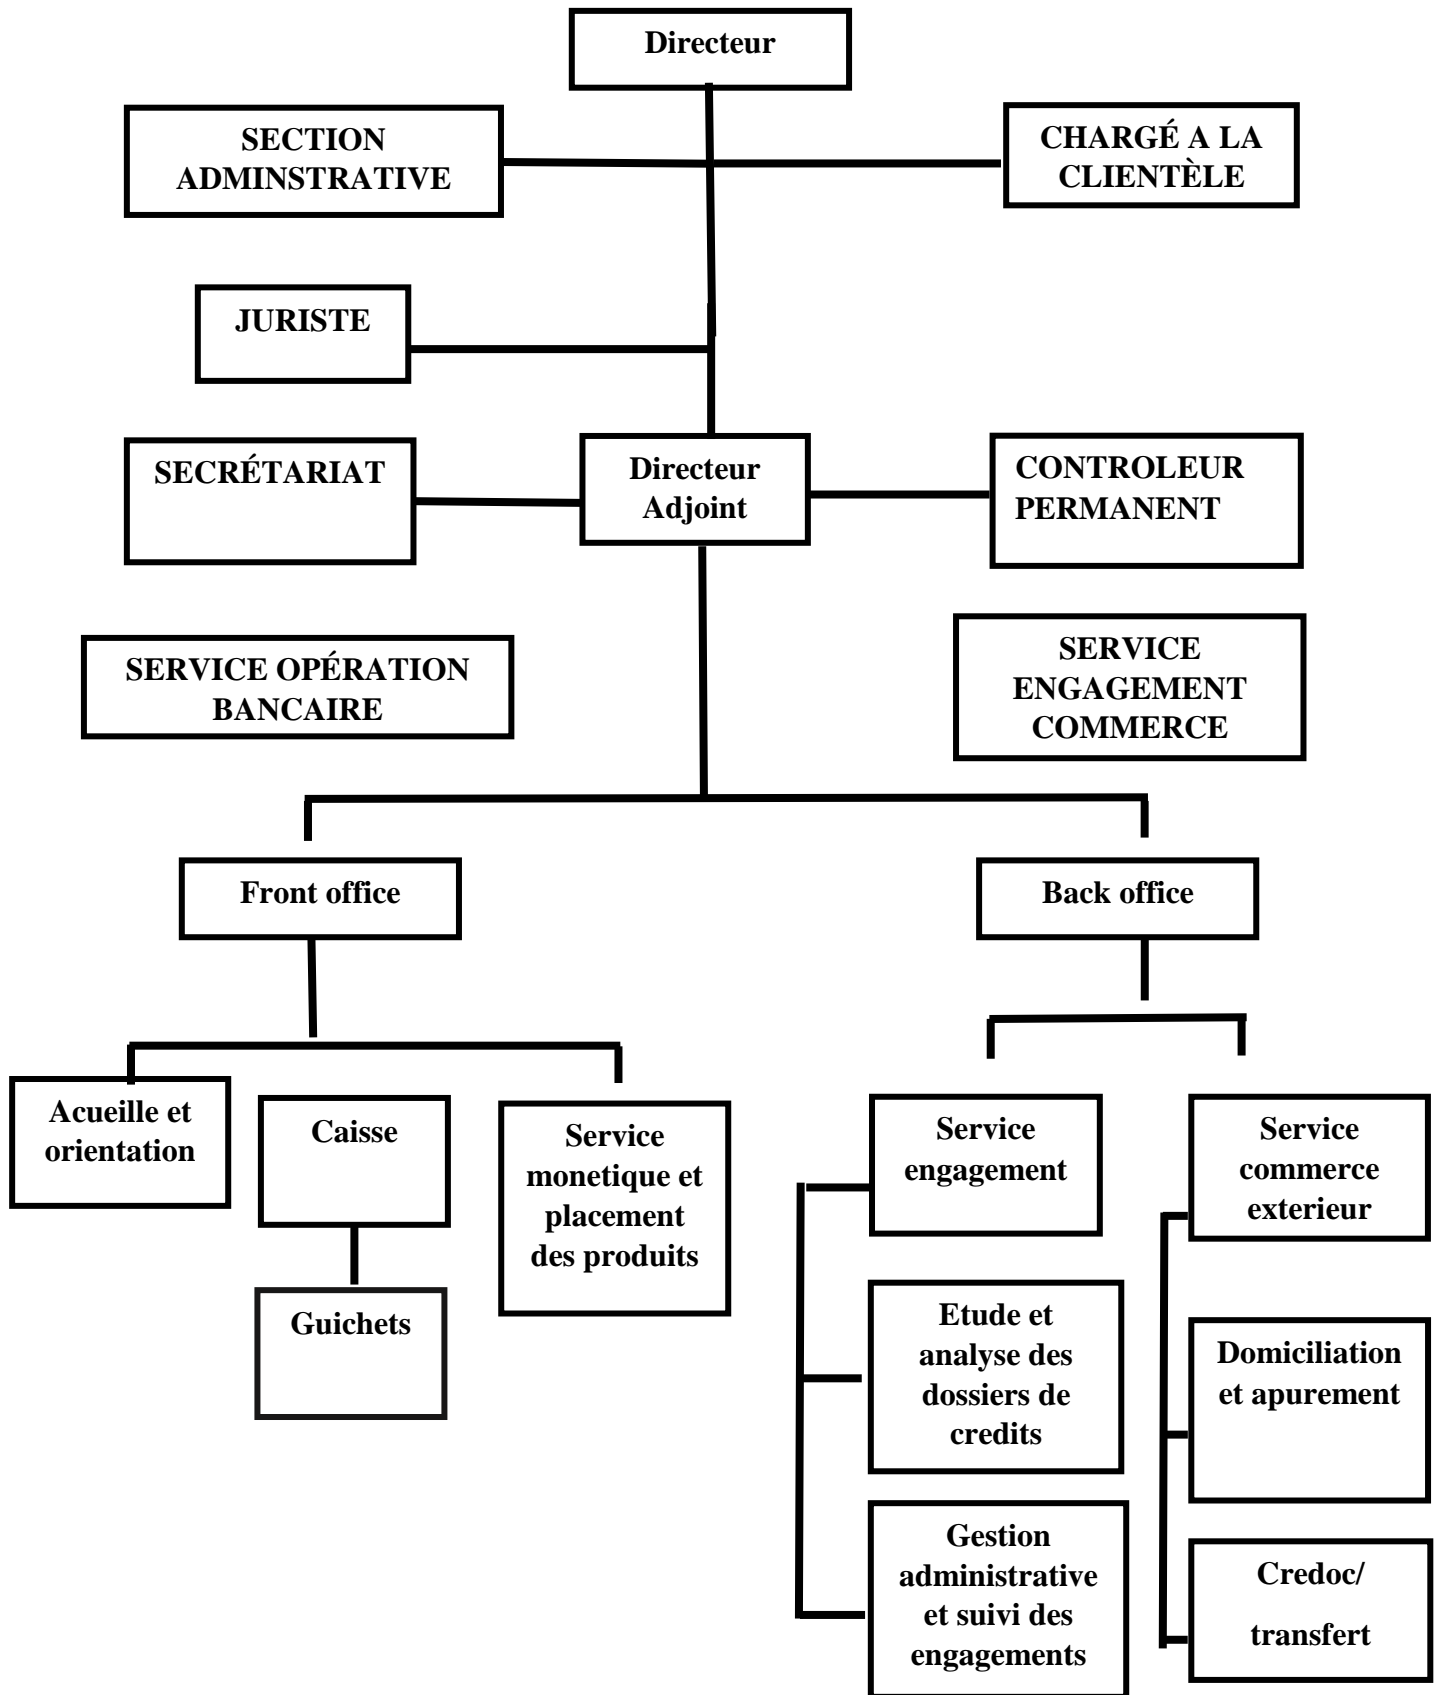 Directeur
SECTION
ADMINSTRATIVE
CHARGÉ A LA
CLIENTÈLE
JURISTE
SECRÉTARIAT
Directeur
Adjoint
CONTROLEUR
PERMANENT
SERVICE OPÉRATION
BANCAIRE
SERVICE
ENGAGEMENT
COMMERCE
Front office
Back office
Acueille et
orientation
Caisse
Service
monetique et
placement
des produits
Guichets
Service
engagement
Service
commerce
exterieur
Etude et
analyse des
dossiers de
credits
Domiciliation
et apurement
Gestion
administrative
et suivi des
engagements
Credoc/
transfert